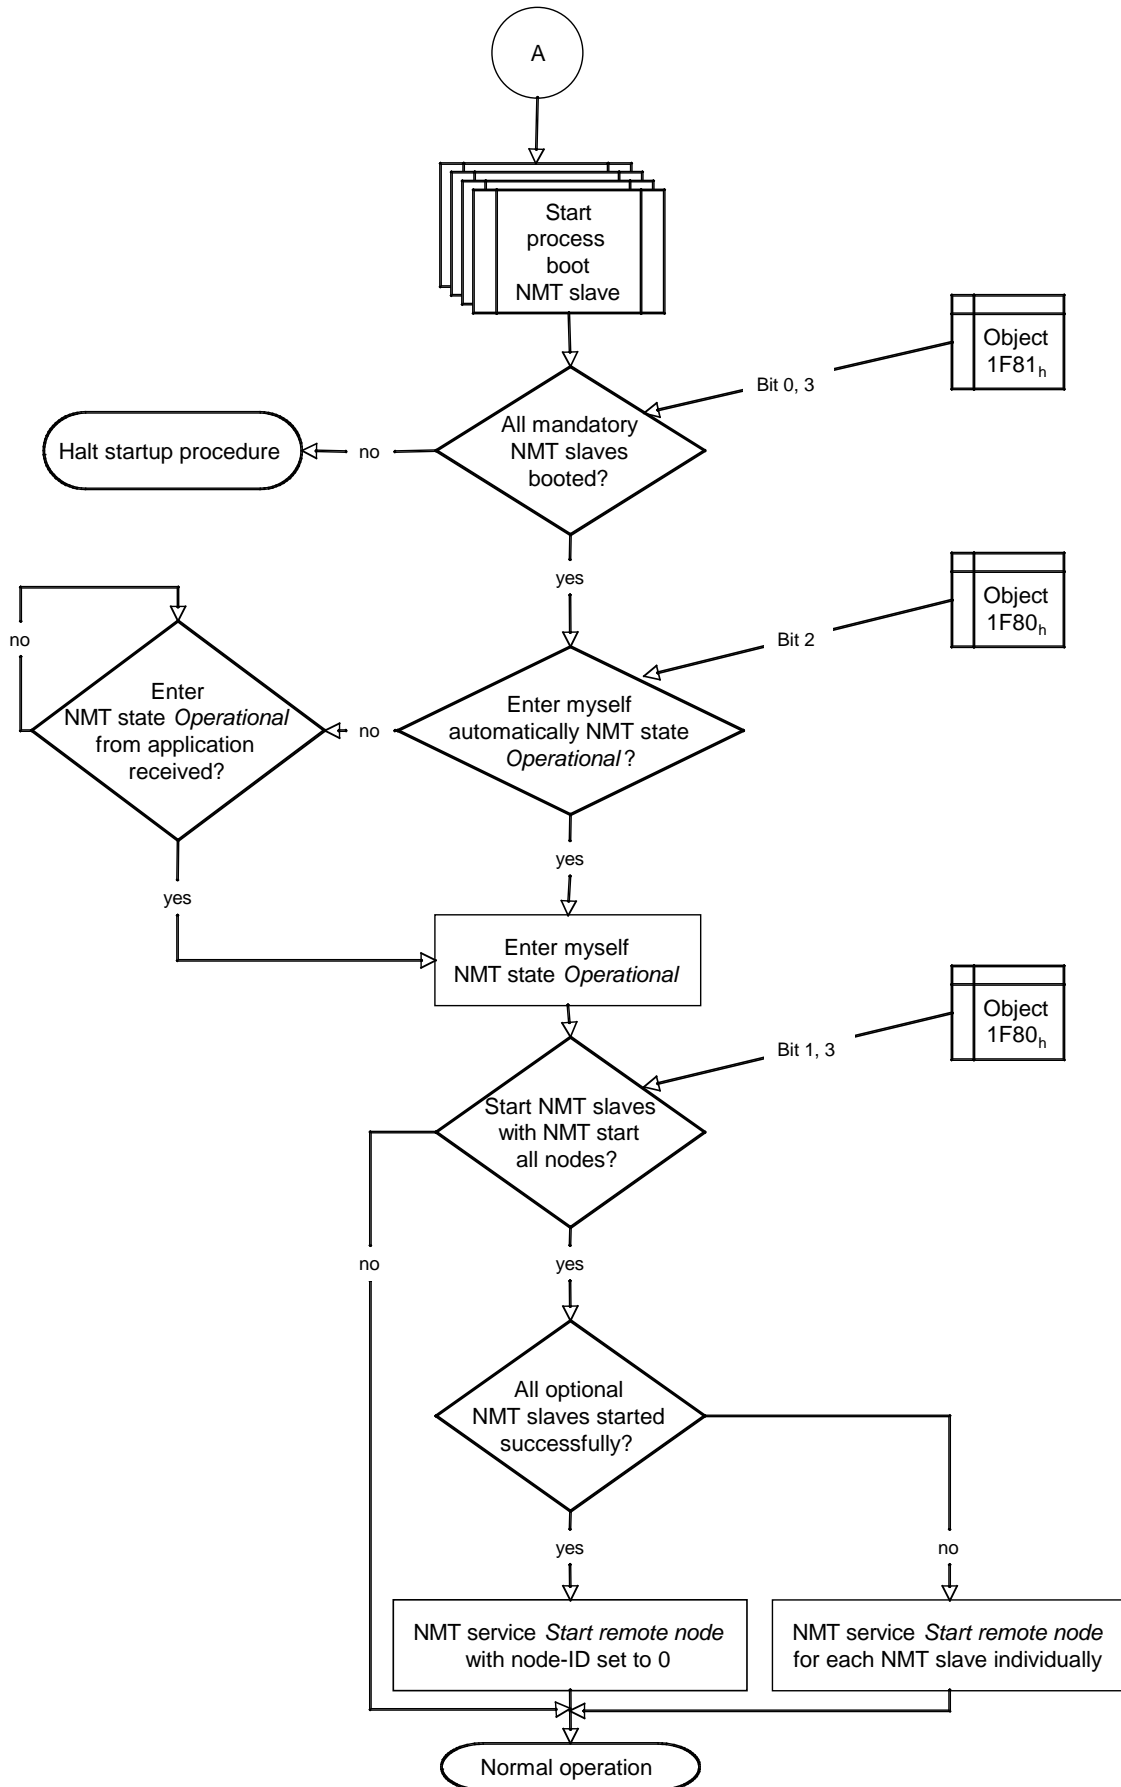 A
Start
process
boot
NMT slave
Object
1F81h
Bit 0, 3
All mandatory
NMT slaves
booted?
no
Halt startup procedure
yes
Object
1F80h
Bit 2
no
Enter
NMT state Operational
from application
received?
no
Enter myself
automatically NMT state
Operational?
yes
yes
Enter myself
NMT state Operational
Object
1F80h
Bit 1, 3
Start NMT slaves
with NMT start
all nodes?
no
yes
All optional
NMT slaves started
successfully?
yes
no
NMT service Start remote node
with node-ID set to 0
NMT service Start remote node
for each NMT slave individually
Normal operation